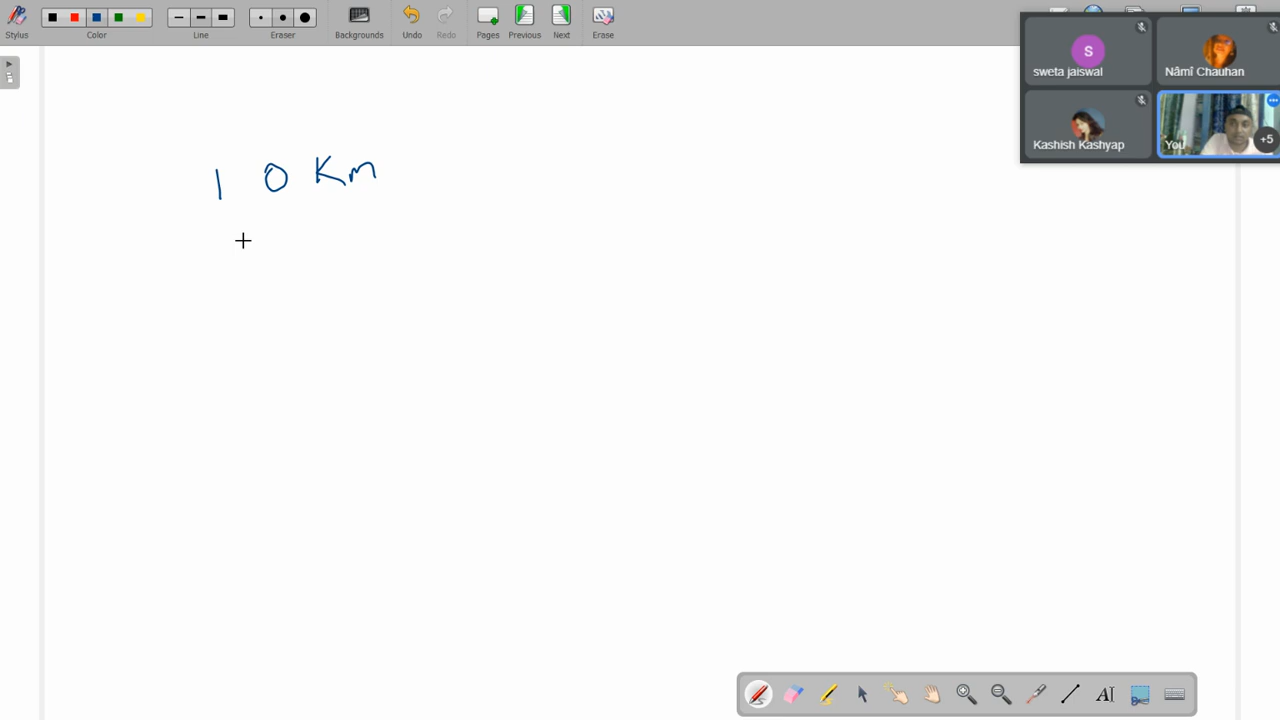 Stylus Color Line Eraser Backgrounds Undo Redo Pages Previous Next Erase
sweta jaiswal
Nâmî Chauhan
S
Kashish Kashyap
You
+5
1 0 Km
AI